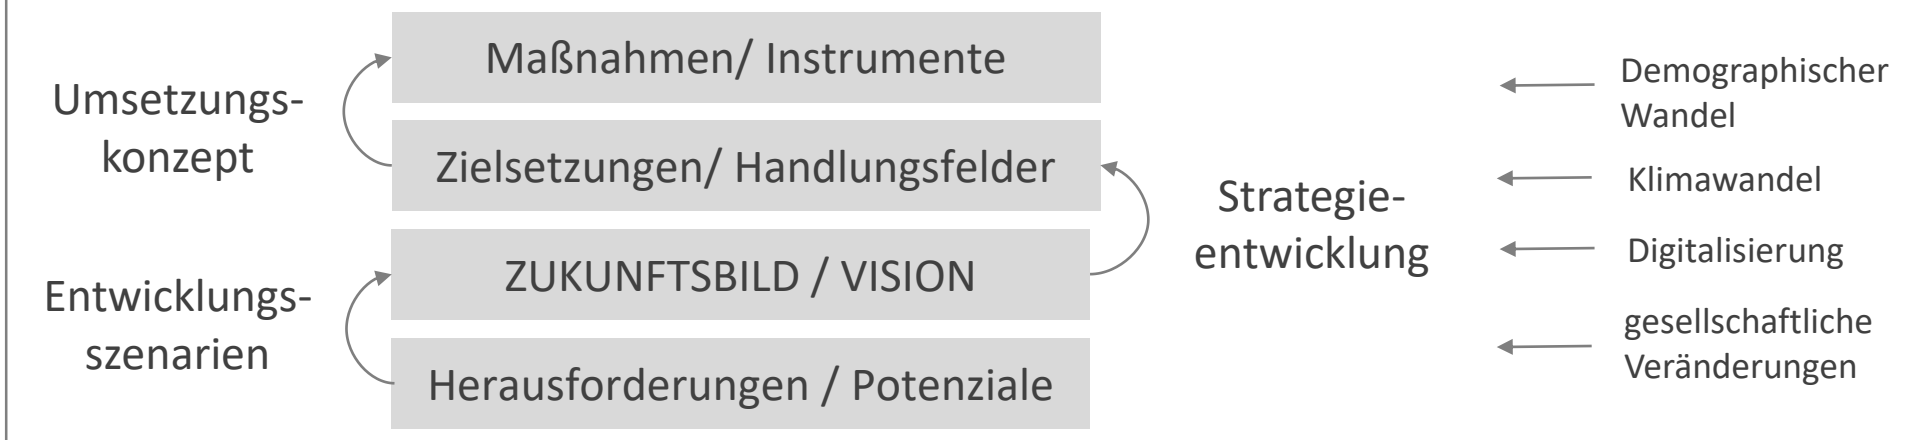 Umsetzungs-
konzept
Entwicklungs-
szenarien
Maßnahmen/ Instrumente
Zielsetzungen/ Handlungsfelder
ZUKUNFTSBILD / VISION
Herausforderungen / Potenziale
Strategie-
entwicklung
Demographischer
Wandel
Klimawandel
Digitalisierung
gesellschaftliche
Veränderungen